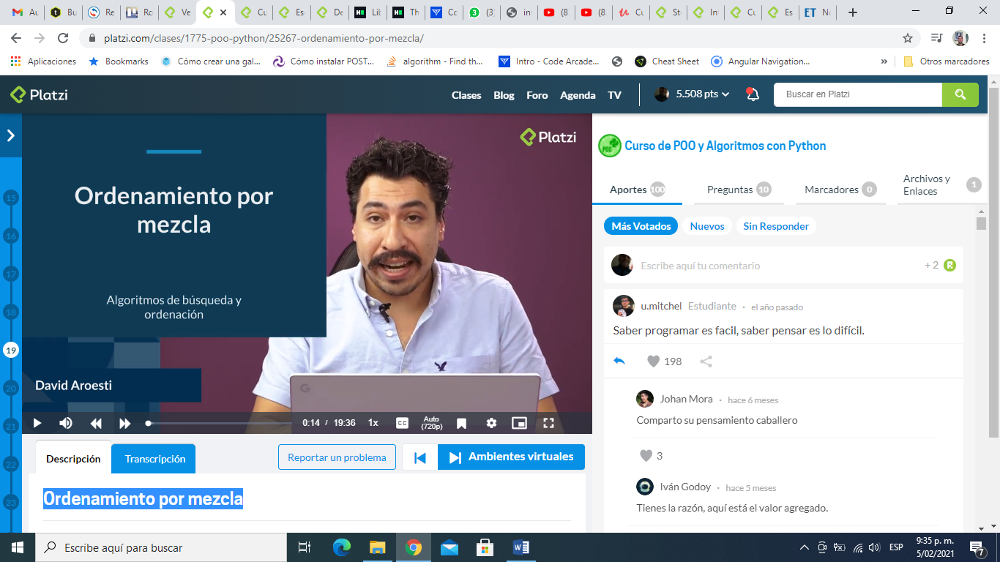 Au
Bu
Re
Ro
Ve
Cu
Es
De
Lib
Th
Co
(3)
in
(8
(8
Cu
St
In
Cu
Es
No
platzi.com/clases/1775-poo-python/25267-ordenamiento-por-mezcla/
Aplicaciones
Bookmarks
Cómo crear una gal...
Cómo instalar POST...
algorithm - Find th...
Intro - Code Arcade...
Cheat Sheet
Angular Navigation...
»
Otros marcadores
Platzi
Clases
Blog
Foro
Agenda
TV
5.508 pts
Buscar en Platzi
15
16
17
18
19
20
21
22
23
Platzi
Ordenamiento por
mezcla
Algoritmos de búsqueda y
ordenación
David Aroesti
0:14 / 19:36
1x
CC
Auto
(720p)
Descripción
Transcripción
Reportar un problema
Ambientes virtuales
Ordenamiento por mezcla
POO
Curso de POO y Algoritmos con Python
Aportes 100
Preguntas 10
Marcadores 0
Archivos y
Enlaces 1
Más Votados
Nuevos
Sin Responder
Escribe aquí tu comentario
+ 2
u.mitchel Estudiante - el año pasado
Saber programar es facil, saber pensar es lo difícil.
198
Johan Mora - hace 6 meses
Comparto su pensamiento caballero
3
Iván Godoy - hace 5 meses
Tienes la razón, aquí está el valor agregado.
Escribe aquí para buscar
ESP
9:35 p. m.
5/02/2021
7